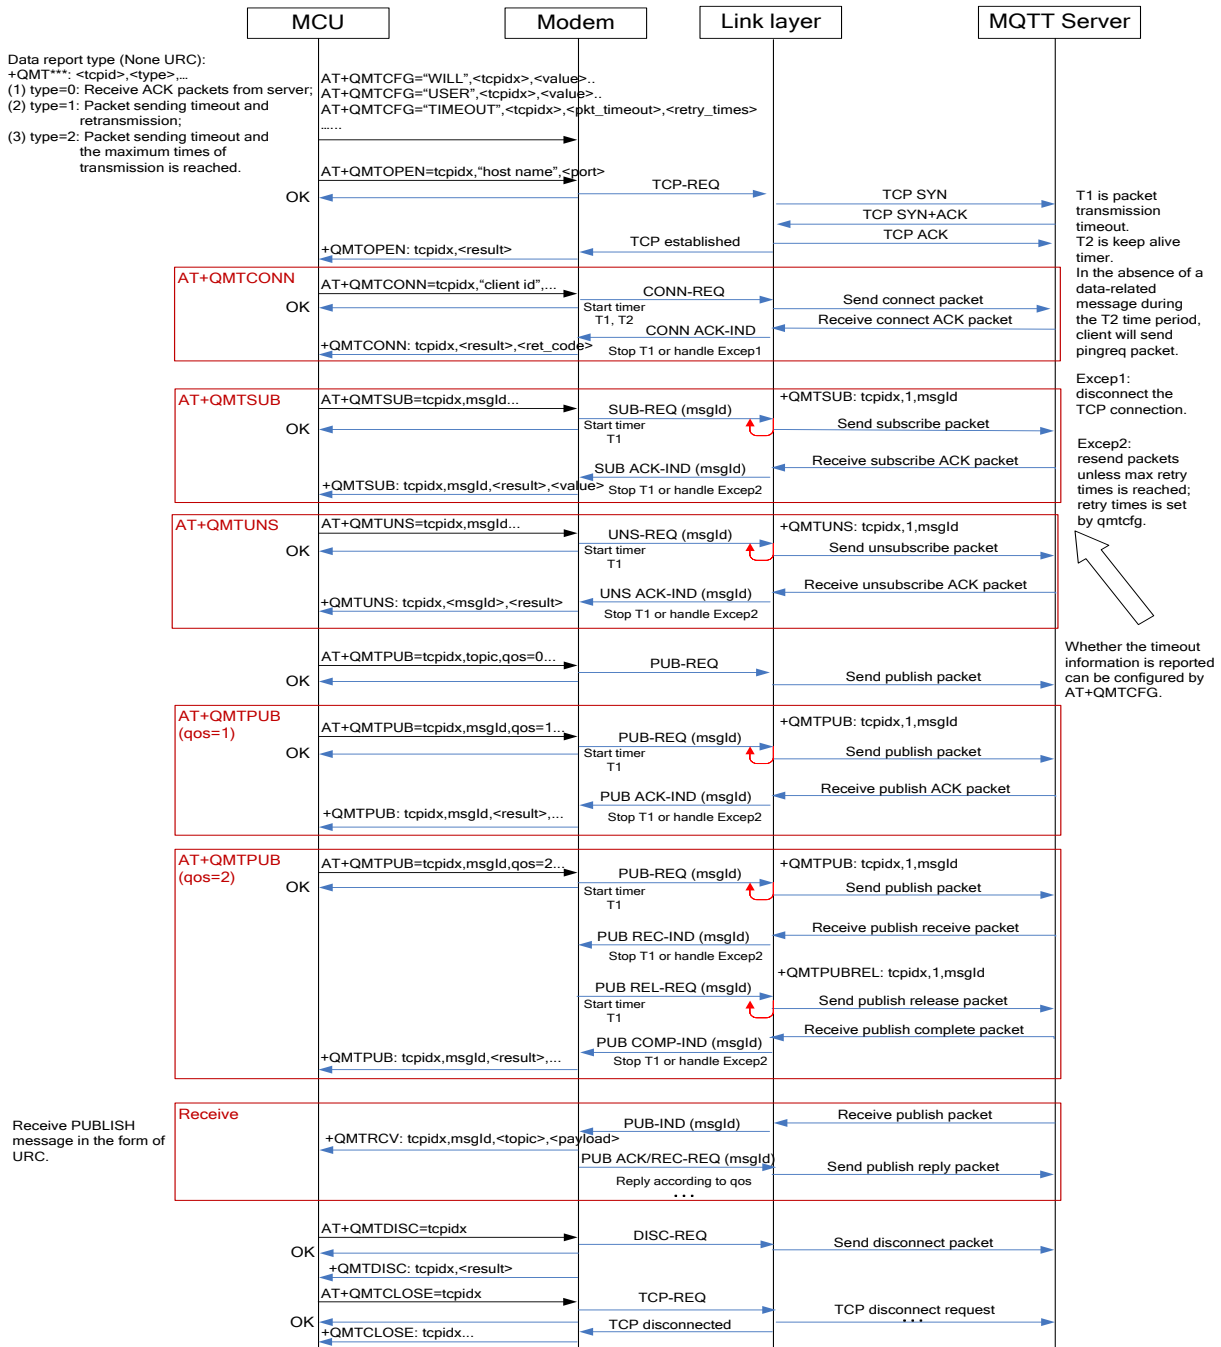 MCU
Modem
Link layer
MQTT Server
Data report type (None URC):
+QMT***: <tcpid>,<type>,...
(1) type=0: Receive ACK packets from server;
(2) type=1: Packet sending timeout and
retransmission;
(3) type=2: Packet sending timeout and
the maximum times of
transmission is reached.
AT+QMTCFG=“WILL”,<tcpidx>,<value>..
AT+QMTCFG=“USER”,<tcpidx>,<value>..
AT+QMTCFG=“TIMEOUT”,<tcpidx>,<pkt_timeout>,<retry_times>
…...
AT+QMTOPEN=tcpidx,“host name”,<port>
OK
TCP-REQ
TCP SYN
TCP SYN+ACK
TCP established
TCP ACK
+QMTOPEN: tcpidx,<result>
T1 is packet
transmission
timeout.
T2 is keep alive
timer.
In the absence of a
data-related
message during
the T2 time period,
client will send
pingreq packet.
Excep1:
disconnect the
TCP connection.
Excep2:
resend packets
unless max retry
times is reached;
retry times is set
by qmtcfg.
Whether the timeout
information is reported
can be configured by
AT+QMTCFG.
AT+QMTCONN
AT+QMTCONN=tcpidx,“client id”,...
OK
CONN-REQ
Start timer
T1, T2
Send connect packet
Receive connect ACK packet
CONN ACK-IND
+QMTCONN: tcpidx,<result>,<ret_code>
Stop T1 or handle Excep1
AT+QMTSUB
AT+QMTSUB=tcpidx,msgId...
OK
SUB-REQ (msgId)
Start timer
T1
+QMTSUB: tcpidx,1,msgId
Send subscribe packet
Receive subscribe ACK packet
SUB ACK-IND (msgId)
+QMTSUB: tcpidx,msgId,<result>,<value>
Stop T1 or handle Excep2
AT+QMTUNS
AT+QMTUNS=tcpidx,msgId...
OK
UNS-REQ (msgId)
Start timer
T1
+QMTUNS: tcpidx,1,msgId
Send unsubscribe packet
Receive unsubscribe ACK packet
UNS ACK-IND (msgId)
+QMTUNS: tcpidx,<msgId>,<result>
Stop T1 or handle Excep2
AT+QMTPUB=tcpidx,topic,qos=0...
OK
PUB-REQ
Send publish packet
AT+QMTPUB
(qos=1)
AT+QMTPUB=tcpidx,msgId,qos=1...
OK
PUB-REQ (msgId)
Start timer
T1
+QMTPUB: tcpidx,1,msgId
Send publish packet
Receive publish ACK packet
PUB ACK-IND (msgId)
Stop T1 or handle Excep2
+QMTPUB: tcpidx,msgId,<result>,...
AT+QMTPUB
(qos=2)
AT+QMTPUB=tcpidx,msgId,qos=2...
OK
PUB-REQ (msgId)
Start timer
T1
+QMTPUB: tcpidx,1,msgId
Send publish packet
Receive publish receive packet
PUB REC-IND (msgId)
Stop T1 or handle Excep2
+QMTPUBREL: tcpidx,1,msgId
PUB REL-REQ (msgId)
Start timer
T1
Send publish release packet
Receive publish complete packet
PUB COMP-IND (msgId)
Stop T1 or handle Excep2
+QMTPUB: tcpidx,msgId,<result>,...
Receive PUBLISH
message in the form of
URC.
Receive
Receive publish packet
PUB-IND (msgId)
+QMTRCV: tcpidx,msgId,<topic>,<payload>
PUB ACK/REC-REQ (msgId)
Send publish reply packet
Reply according to qos
...
AT+QMTDISC=tcpidx
OK
DISC-REQ
Send disconnect packet
+QMTDISC: tcpidx,<result>
AT+QMTCLOSE=tcpidx
OK
TCP-REQ
TCP disconnect request
...
TCP disconnected
+QMTCLOSE: tcpidx...